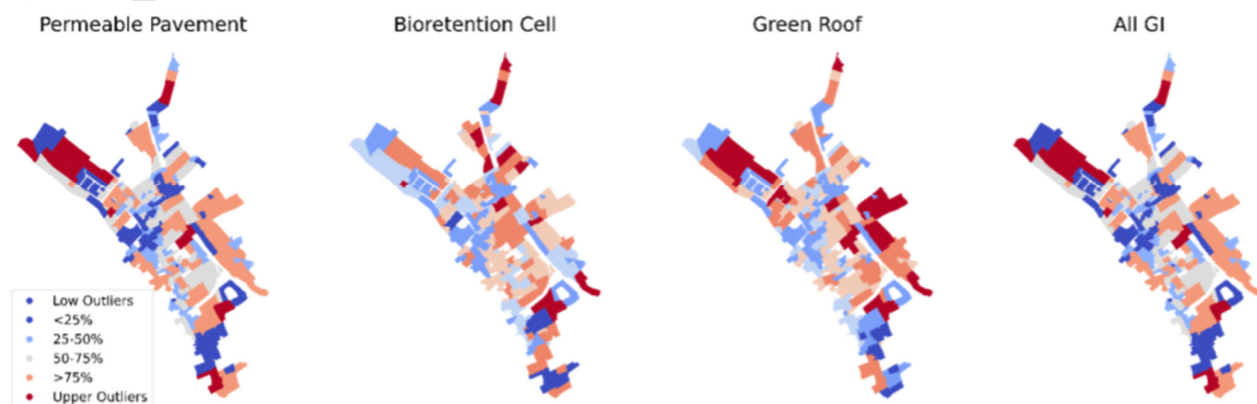 Permeable Pavement
Bioretention Cell
Green Roof
All GI
Low Outliers
<25%
25-50%
50-75%
>75%
Upper Outliers